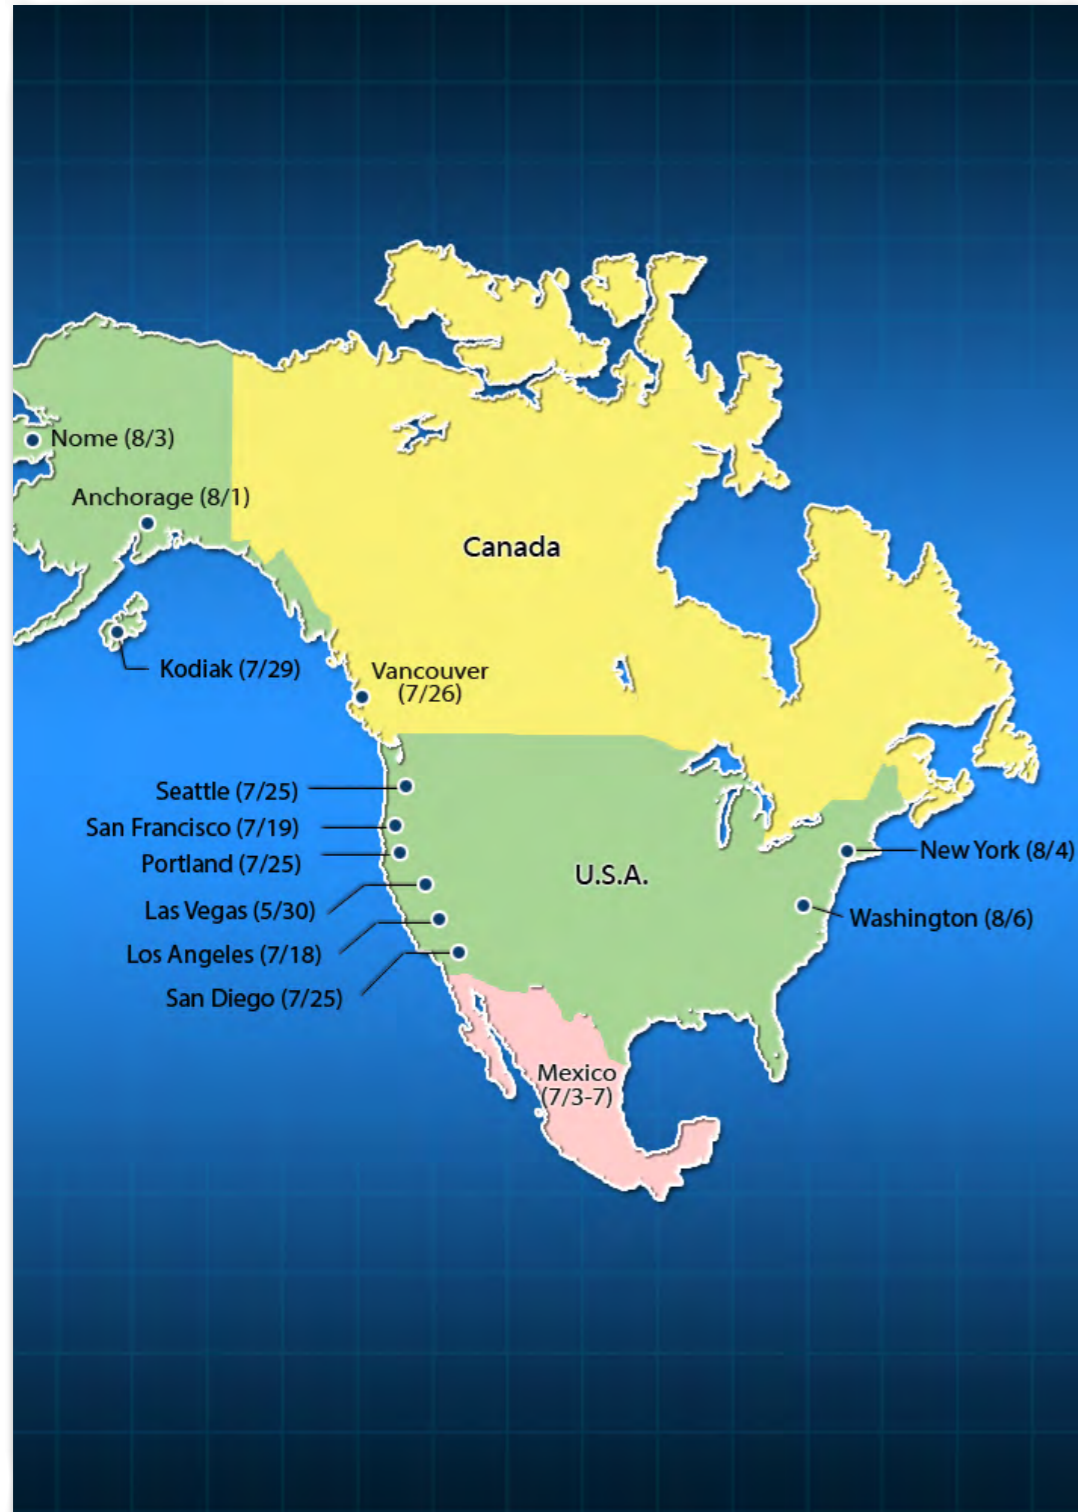 Nome (8/3)
Anchorage (8/1)
Canada
Kodiak (7/29)
Vancouver
(7/26)
Seattle (7/25)
San Francisco (7/19)
Portland (7/25)
New York (8/4)
U.S.A.
Las Vegas (5/30)
Washington (8/6)
Los Angeles (7/18)
San Diego (7/25)
Mexico
(7/3-7)